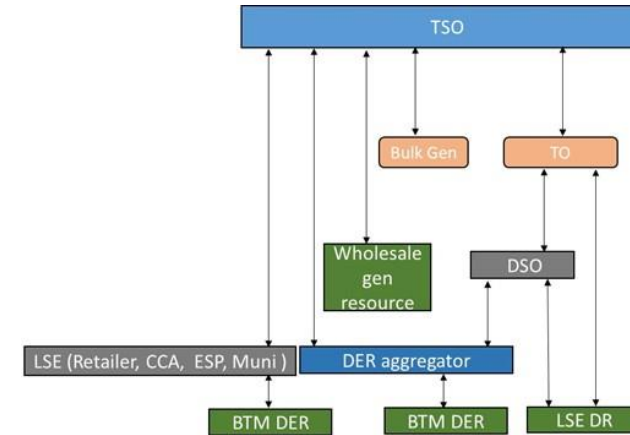 TSO
Bulk Gen
TO
Wholesale
gen
resource
DSO
LSE (Retailer, CCA, ESP, Muni )
DER aggregator
BTM DER
BTM DER
LSE DR